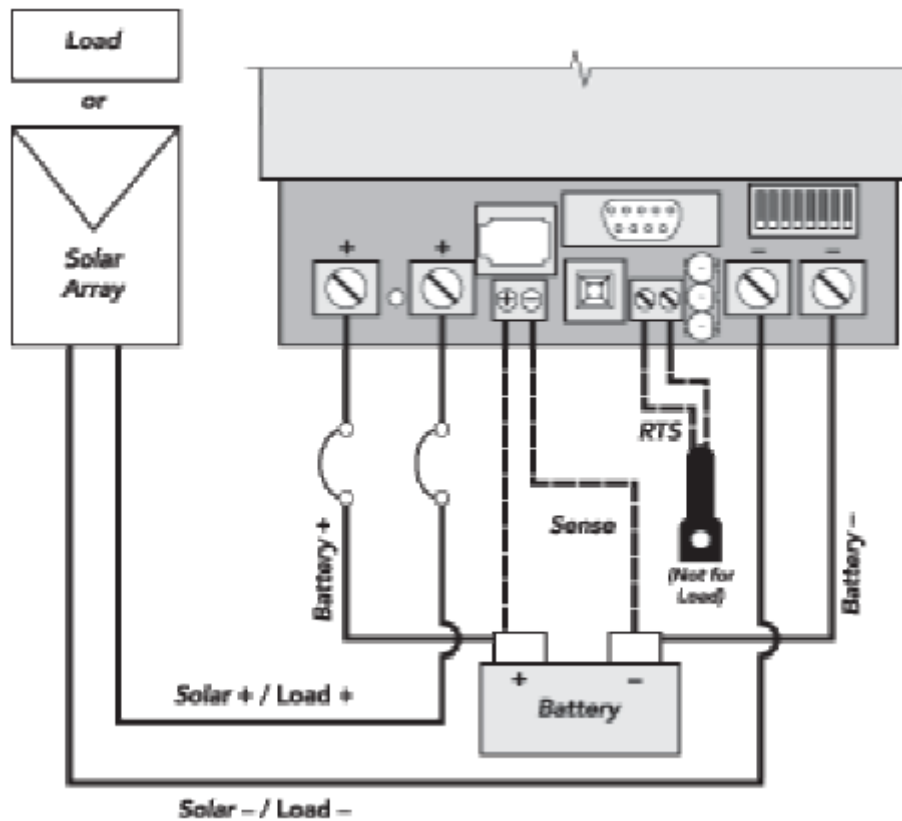 Load
or
Solar
Array
+
+
–
–
+
–
RTS
Sense
(Not for
Load)
Battery +
Battery –
+
–
Battery
Solar + / Load +
Solar – / Load –